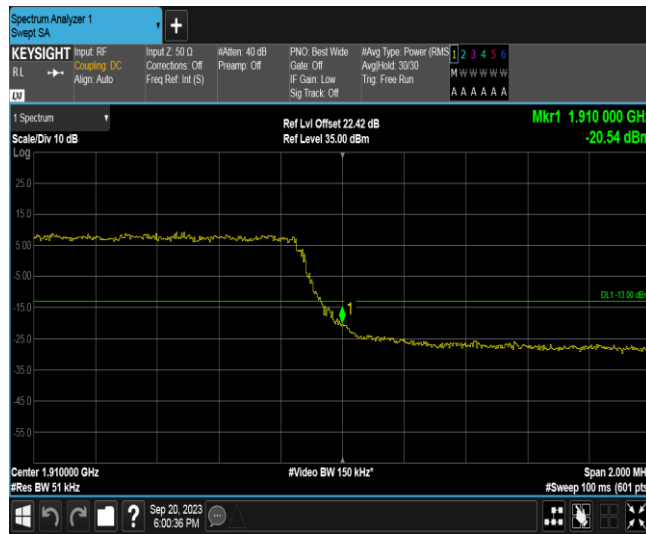 Spectrum Analyzer 1
Swept SA
+
KEYSIGHT
RL
LXI
Input: RF
Coupling: DC
Align: Auto
Input Z: 50 Ω
Corrections: Off
Freq Ref: Int (S)
#Atten: 40 dB
Preamp: Off
PNO: Best Wide
Gate: Off
IF Gain: Low
Sig Track: Off
#Avg Type: Power (RMS
Avg|Hold: 30/30
Trig: Free Run
1 2 3 4 5 6
M W W W W W
A A A A A A
1 Spectrum
Scale/Div 10 dB
Ref Lvl Offset 22.42 dB
Ref Level 35.00 dBm
Mkr1 1.910 000 GHz
-20.54 dBm
Log
25.0
15.0
5.00
-5.00
-15.0
-25.0
-35.0
-45.0
-55.0
DL1 -13.00 dBm
1
Center 1.910000 GHz
#Res BW 51 kHz
#Video BW 150 kHz*
Span 2.000 MH
#Sweep 100 ms (601 pts
?
Sep 20, 2023
6:00:36 PM